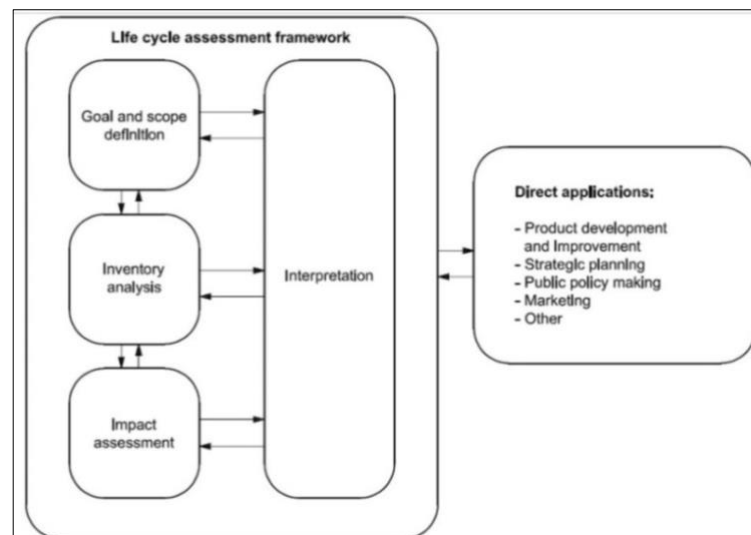 Life cycle assessment framework
Goal and scope
definition
Inventory
analysis
Impact
assessment
Interpretation
Direct applications:
- Product development
and Improvement
- Strategic planning
- Public policy making
- Marketing
- Other